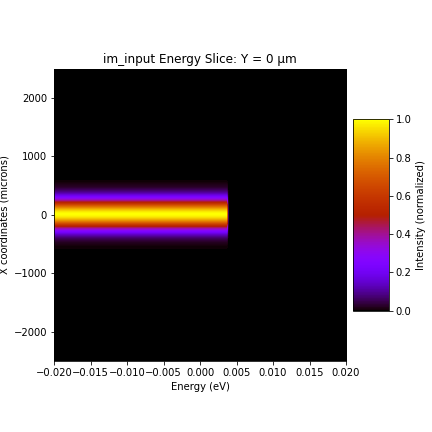 im_input Energy Slice: Y = 0 µm
2000
1000
0
−1000
−2000
X coordinates (microns)
−0.020−0.015−0.010−0.005 0.000 0.005 0.010 0.015 0.020
Energy (eV)
1.0
0.8
0.6
0.4
0.2
0.0
Intensity (normalized)